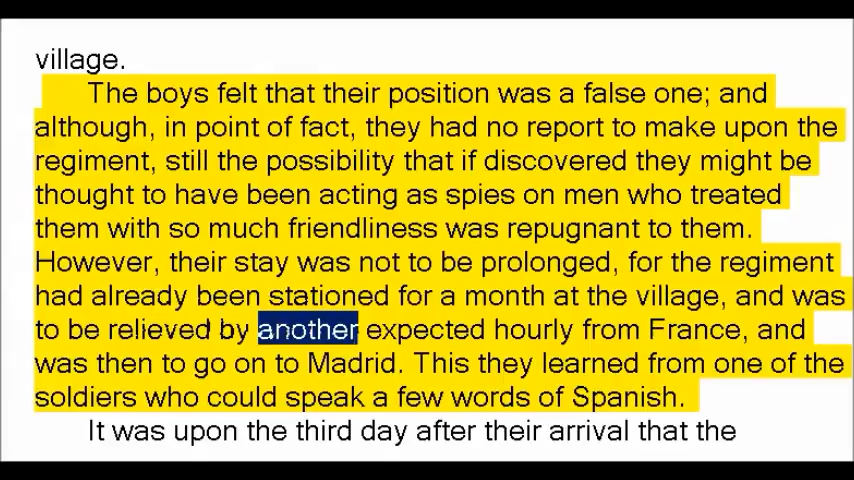 village.
The boys felt that their position was a false one; and
although, in point of fact, they had no report to make upon the
regiment, still the possibility that if discovered they might be
thought to have been acting as spies on men who treated
them with so much friendliness was repugnant to them.
However, their stay was not to be prolonged, for the regiment
had already been stationed for a month at the village, and was
to be relieved by another expected hourly from France, and
was then to go on to Madrid. This they learned from one of the
soldiers who could speak a few words of Spanish.
It was upon the third day after their arrival that the